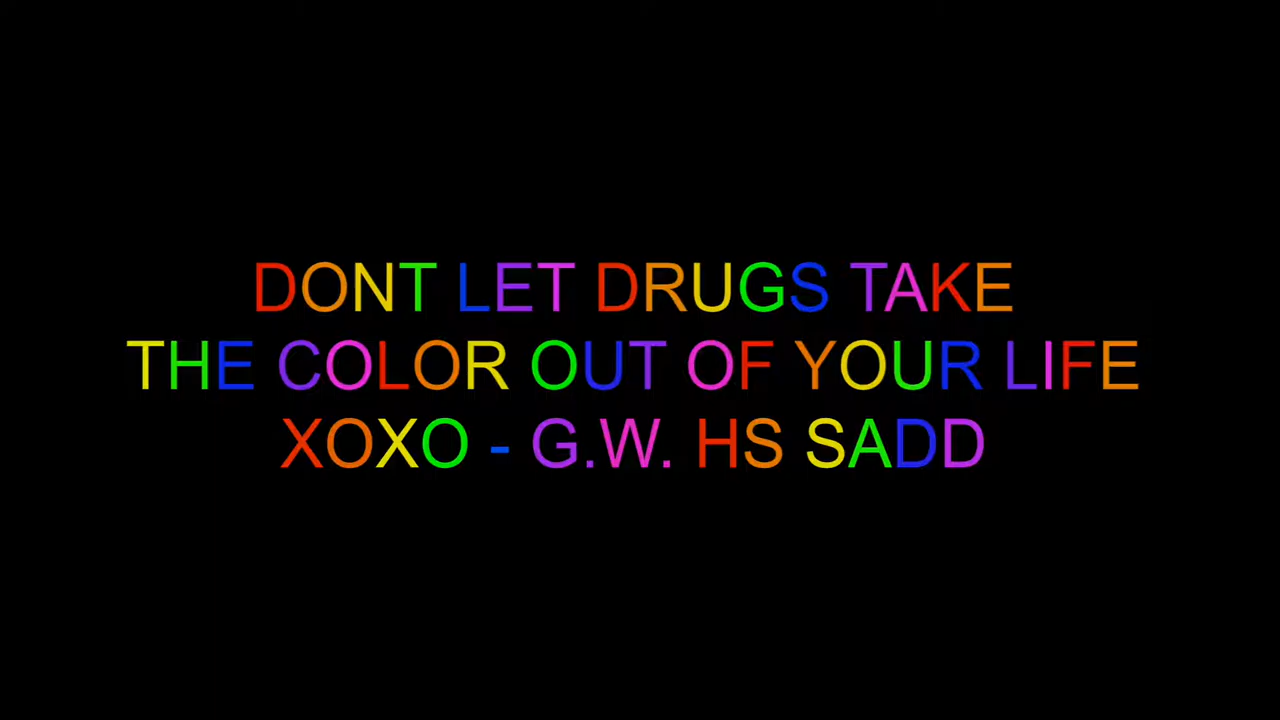 DONT LET DRUGS TAKE
THE COLOR OUT OF YOUR LIFE
XOXO - G.W. HS SADD